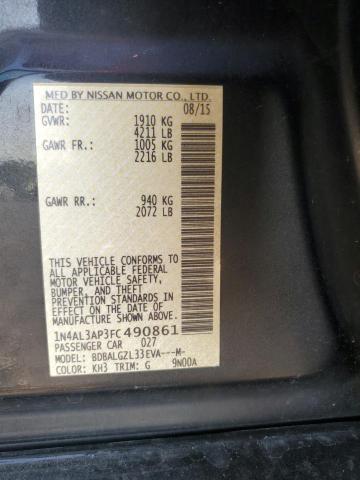 MFD BY NISSAN MOTOR CO., LTD.
DATE: 08/15
GVWR: 1910 KG
4211 LB
GAWR FR.: 1005 KG
2216 LB
GAWR RR.: 940 KG
2072 LB
THIS VEHICLE CONFORMS TO
ALL APPLICABLE FEDERAL
MOTOR VEHICLE SAFETY,
BUMPER, AND THEFT
PREVENTION STANDARDS IN
EFFECT ON THE DATE OF
MANUFACTURE SHOWN ABOVE.
1N4AL3AP3FC490861
PASSENGER CAR 027
MODEL: BDBALGZL33EVA---M-
COLOR: KH3 TRIM: G 9N00A